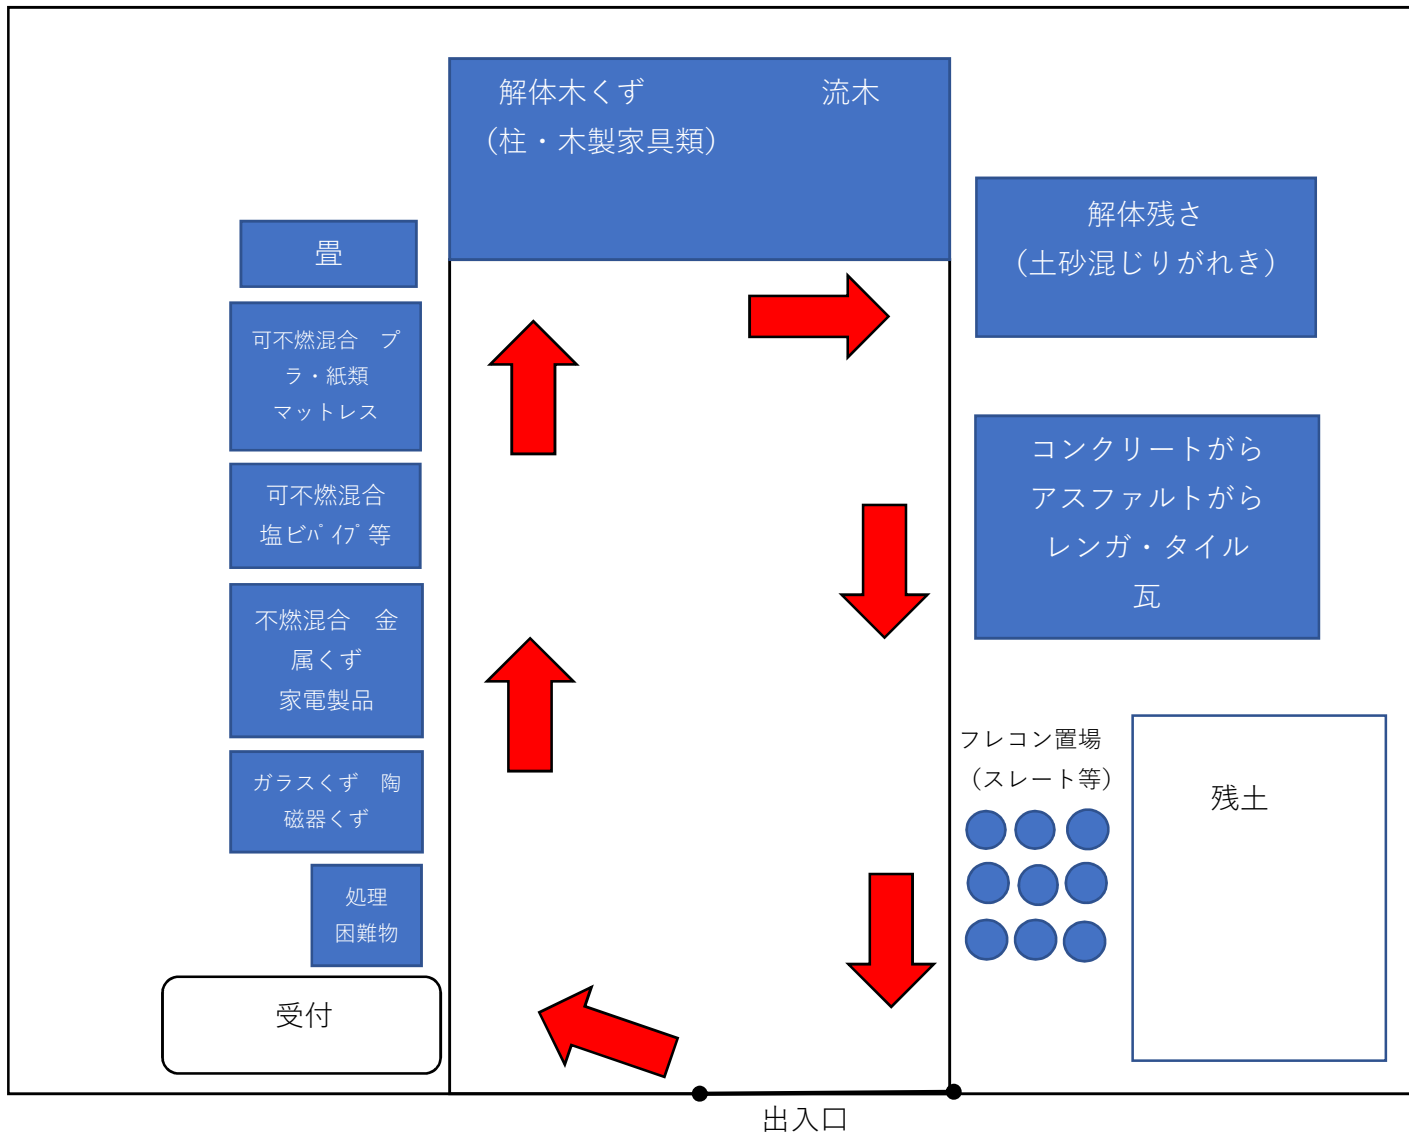 解体木くず　流木
（柱・木製家具類）
畳
可不燃混合　プ
ラ・紙類
マットレス
可不燃混合
塩ビﾊﾟｲﾌﾟ等
不燃混合　金
属くず
家電製品
ガラスくず　陶
磁器くず
処理
困難物
受付
解体残さ
（土砂混じりがれき）
コンクリートがら
アスファルトがら
レンガ・タイル
瓦
フレコン置場
（スレート等）
残土
出入口